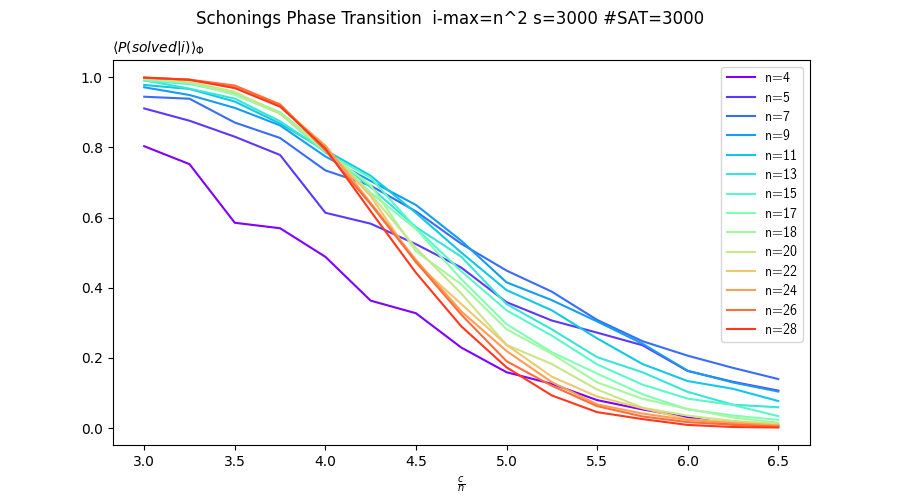 Schonings Phase Transition  i-max=n^2 s=3000 #SAT=3000
⟨P(solved|i)⟩_Φ
1.0
0.8
0.6
0.4
0.2
0.0
3.0 3.5 4.0 4.5 5.0 5.5 6.0 6.5
c/n
n=4
n=5
n=7
n=9
n=11
n=13
n=15
n=17
n=18
n=20
n=22
n=24
n=26
n=28